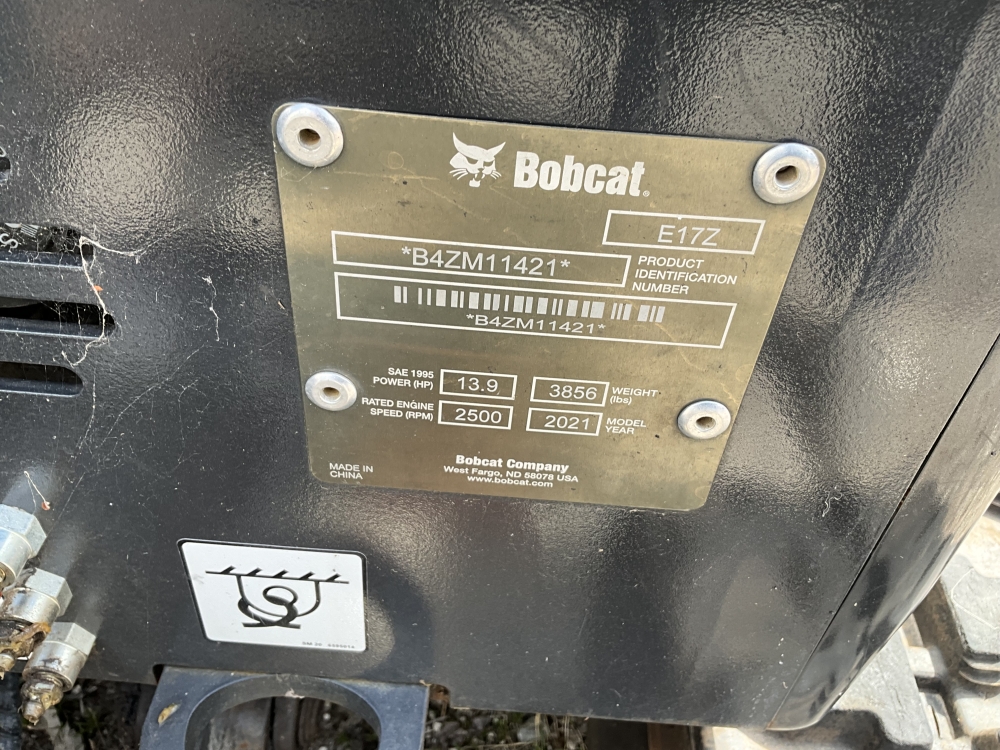 Bobcat®
E17Z
*B4ZM11421*
PRODUCT
IDENTIFICATION
NUMBER
*B4ZM11421*
SAE 1995
POWER (HP)
13.9
3856
WEIGHT
(lbs)
RATED ENGINE
SPEED (RPM)
2500
2021
MODEL
YEAR
MADE IN
CHINA
Bobcat Company
West Fargo, ND 58078 USA
www.bobcat.com